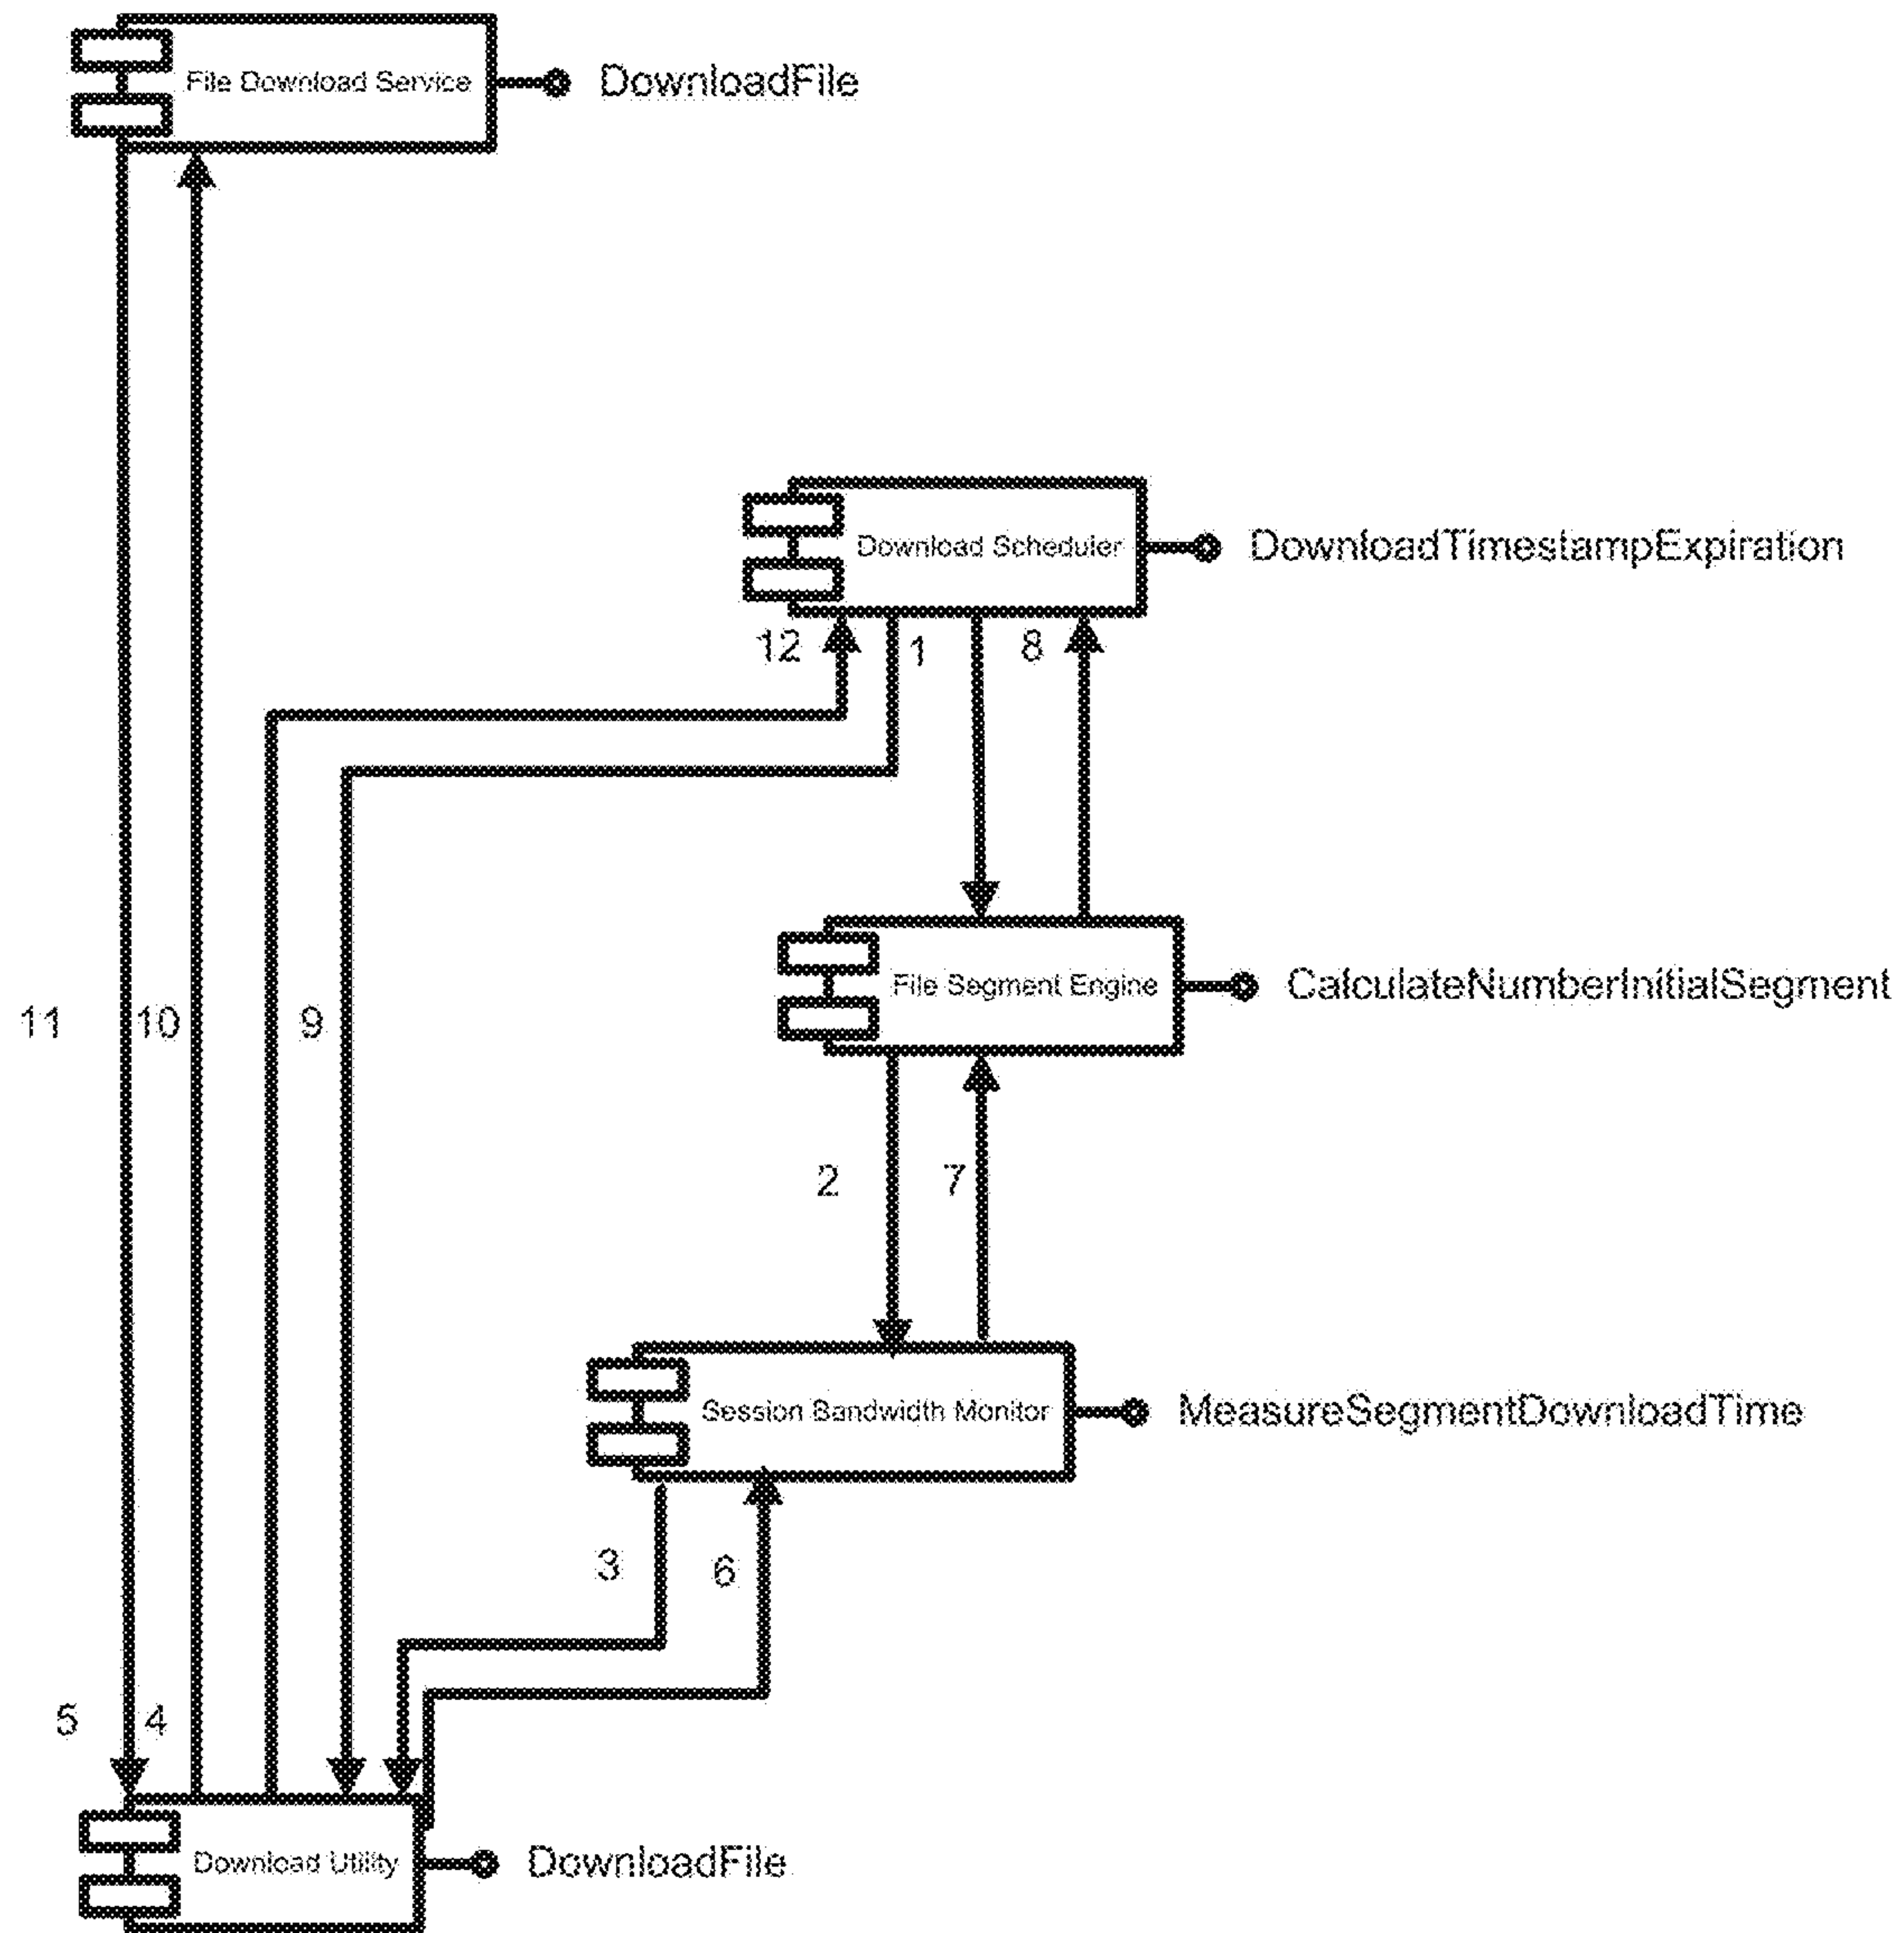 File Download Service
DownloadFile
Download Scheduler
DownloadTimestampExpiration
12
1
8
File Segment Engine
CalculateNumberInitialSegment
11
10
9
2
7
Session Bandwidth Monitor
MeasureSegmentDownloadTime
3
6
5
4
Download Utility
DownloadFile